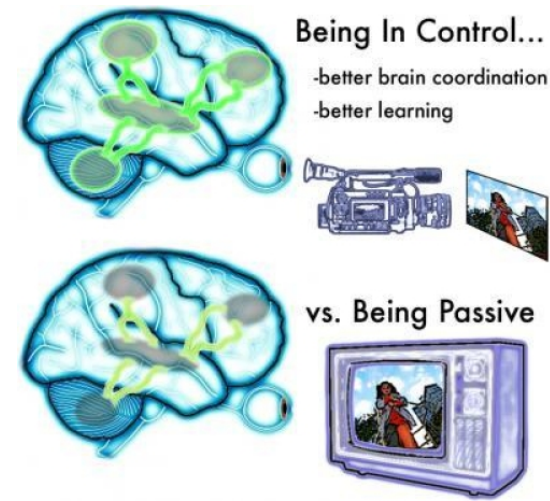 Being In Control...
-better brain coordination
-better learning
vs. Being Passive